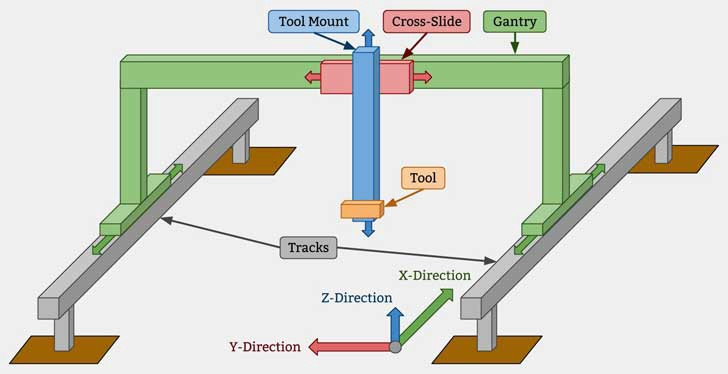 Tool Mount
Cross-Slide
Gantry
Tool
Tracks
X-Direction
Z-Direction
Y-Direction